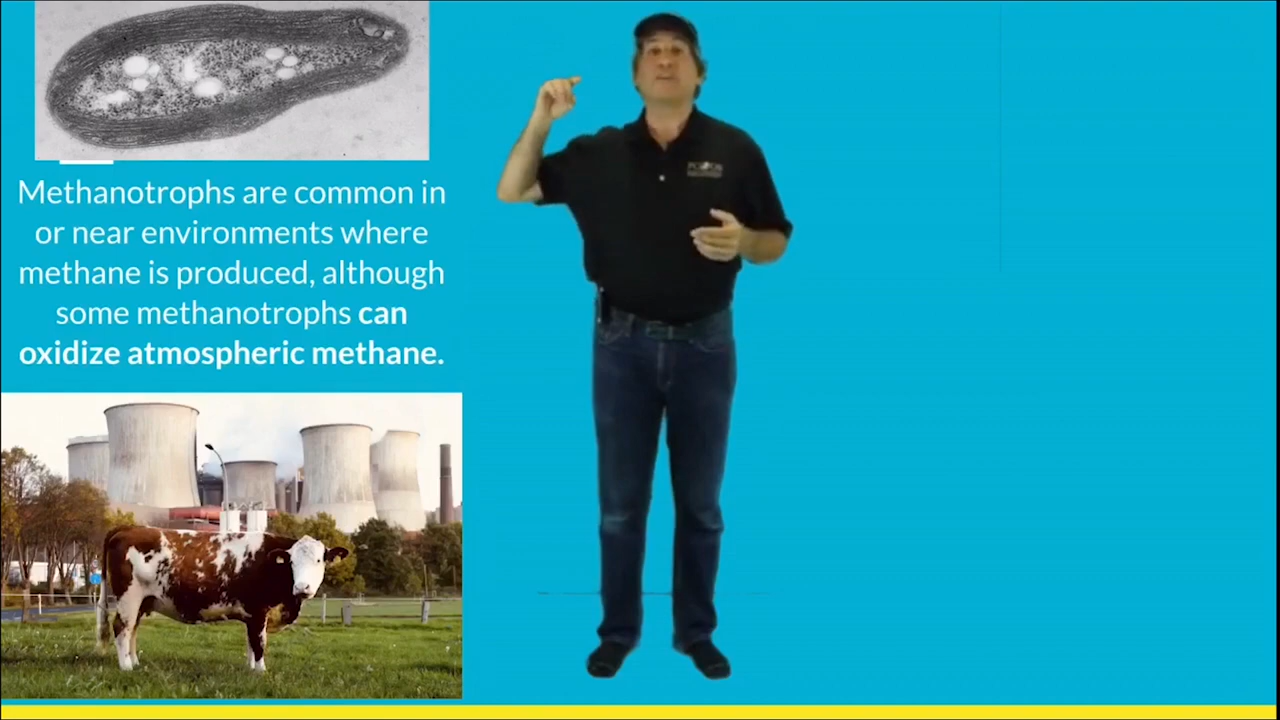 Methanotrophs are common in
or near environments where
methane is produced, although
some methanotrophs can
oxidize atmospheric methane.